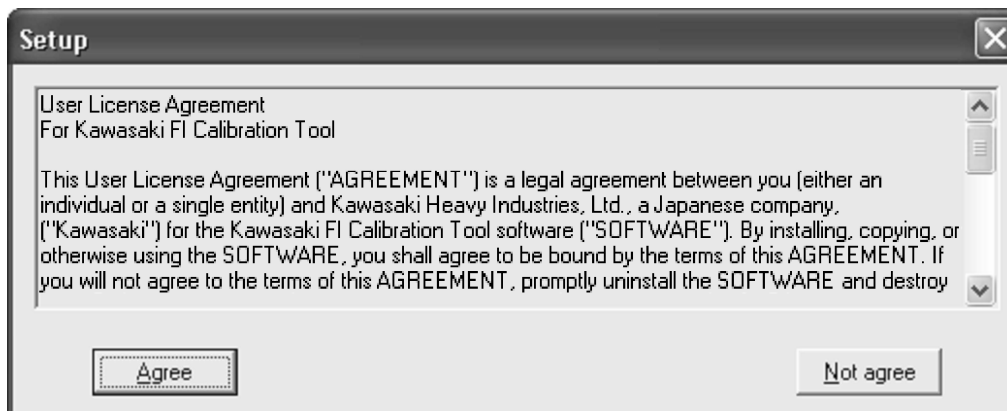 Setup
User License Agreement
For Kawasaki FI Calibration Tool
This User License Agreement ("AGREEMENT") is a legal agreement between you (either an
individual or a single entity) and Kawasaki Heavy Industries, Ltd., a Japanese company,
("Kawasaki") for the Kawasaki FI Calibration Tool software ("SOFTWARE"). By installing, copying, or
otherwise using the SOFTWARE, you shall agree to be bound by the terms of this AGREEMENT. If
you will not agree to the terms of this AGREEMENT, promptly uninstall the SOFTWARE and destroy
Agree
Not agree